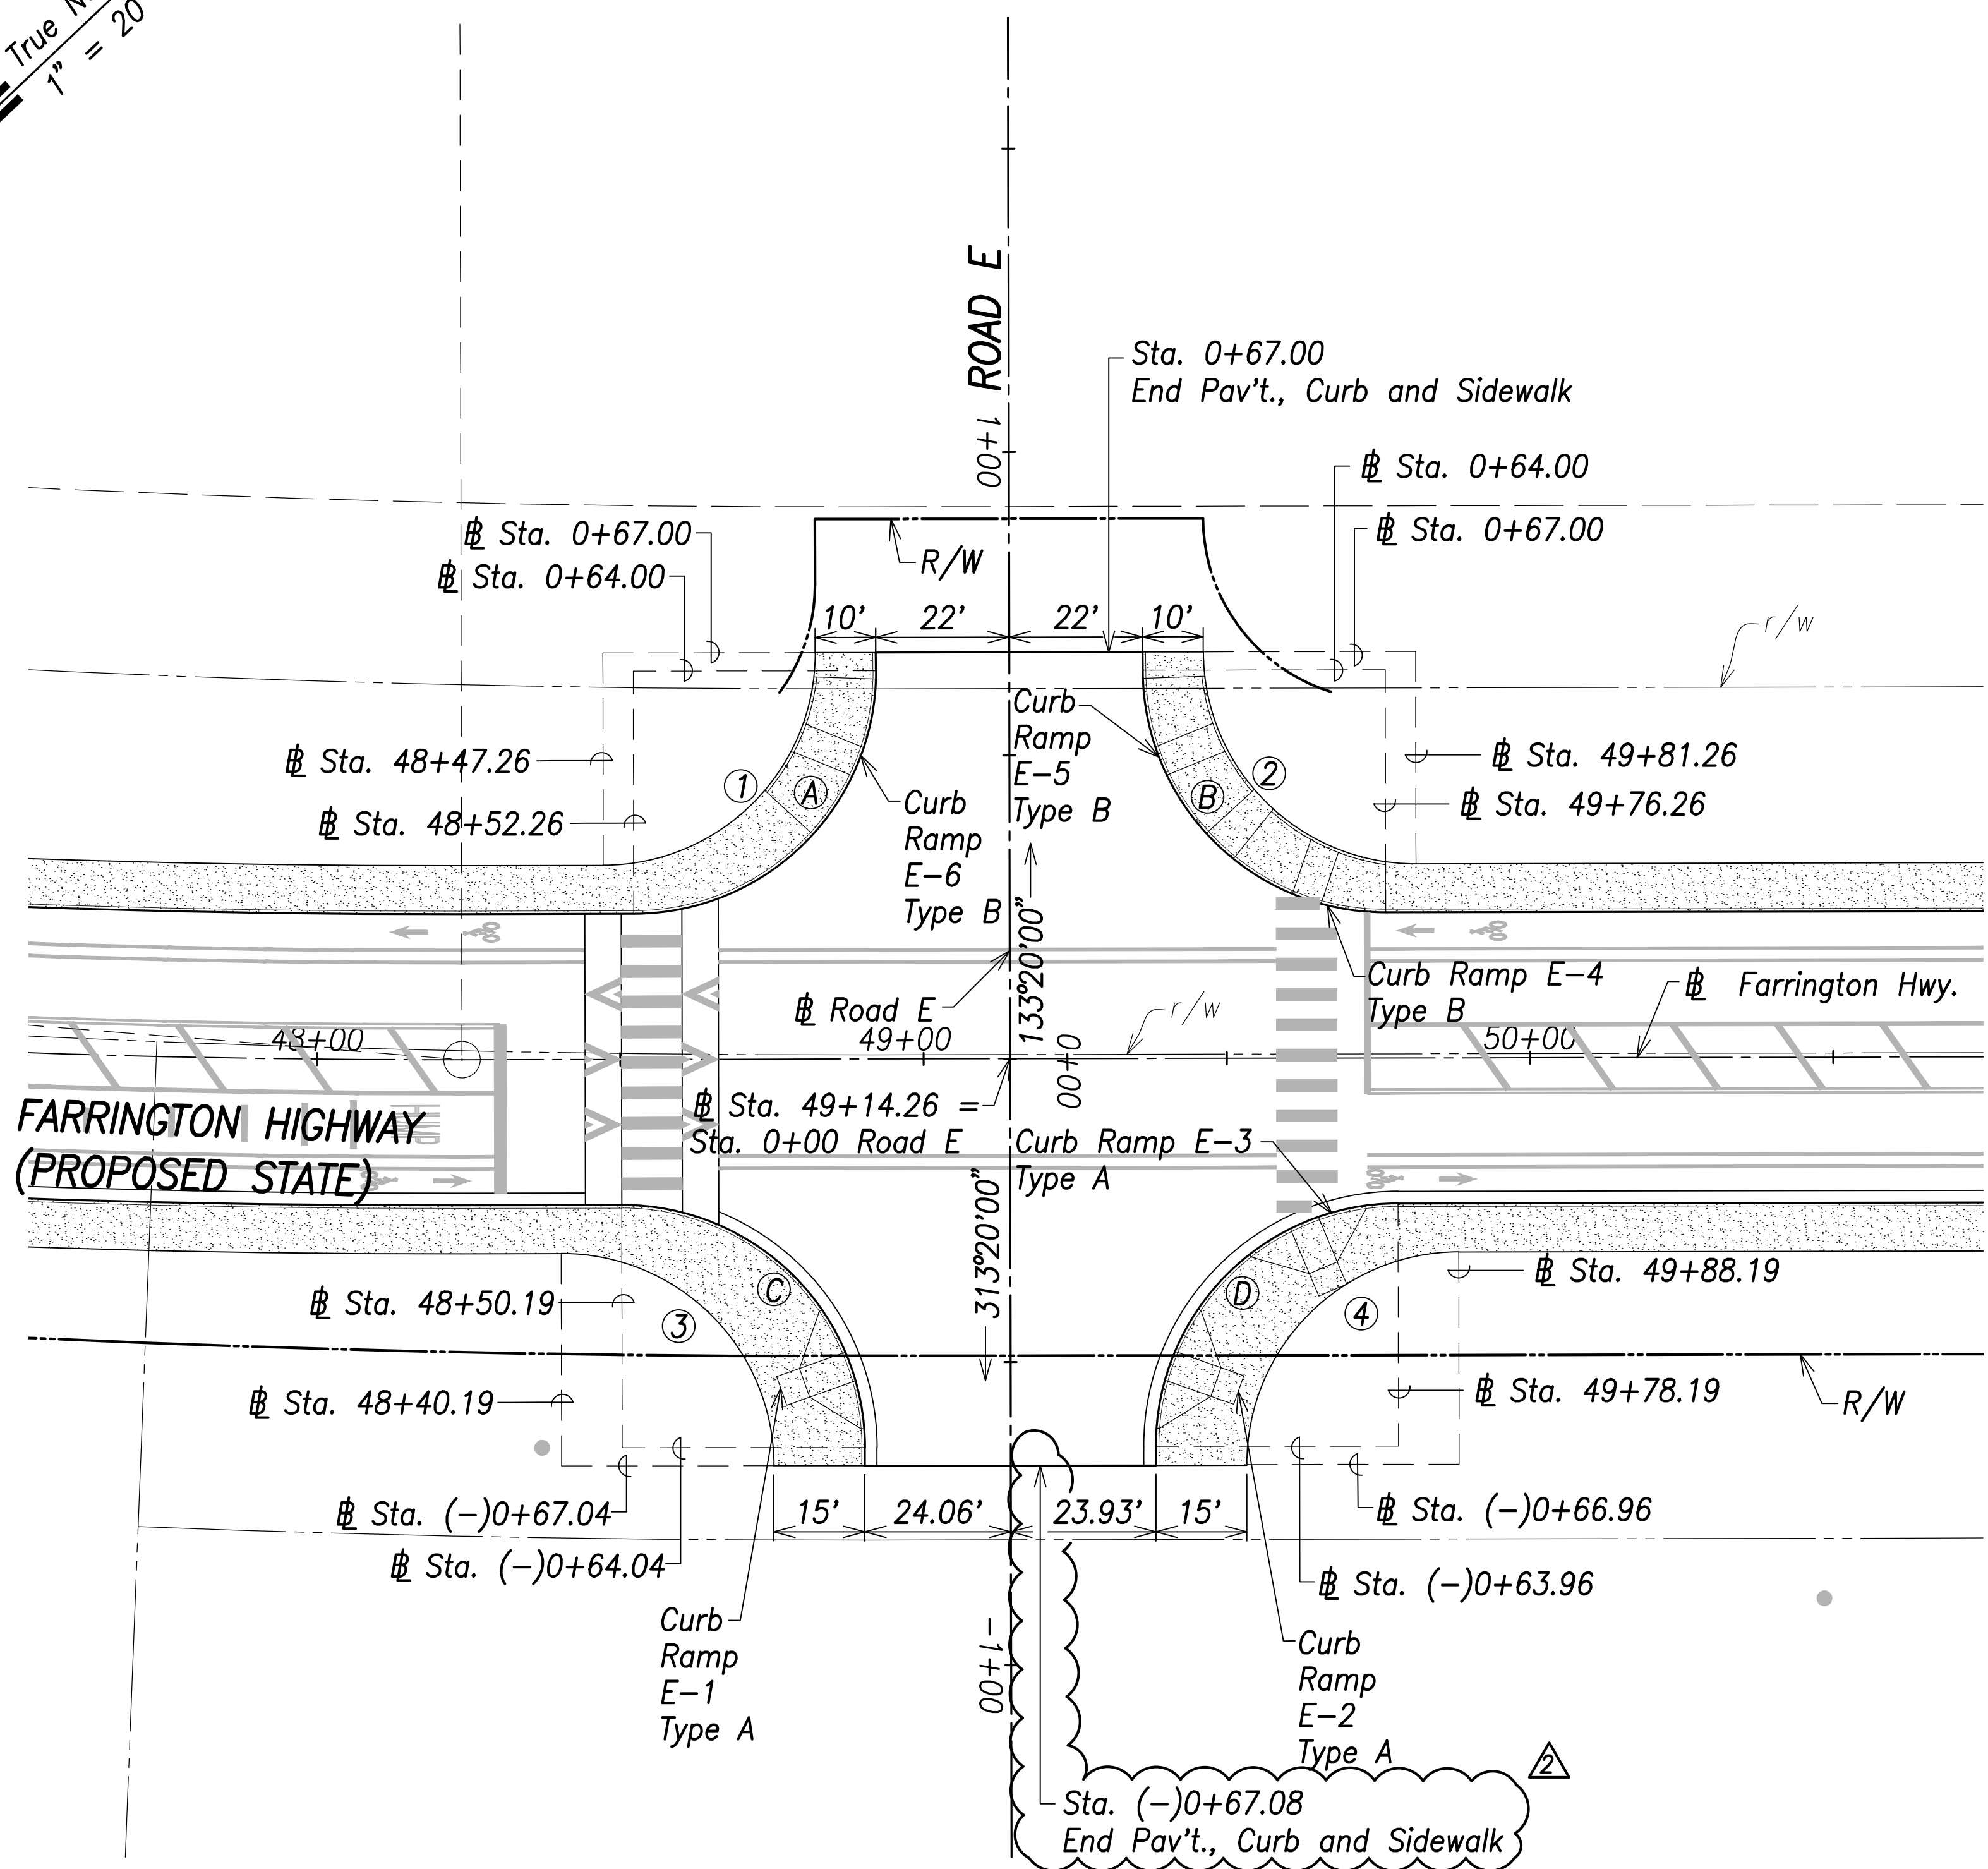 True
1" = 20
ROAD E
1+00
Sta. 0+67.00
End Pav't., Curb and Sidewalk
B Sta. 0+64.00
B Sta. 0+67.00
B Sta. 0+67.00
B Sta. 0+64.00
R/W
10' 22' 22' 10'
r/w
Curb
Ramp
E-5
Type B
B Sta. 48+47.26
B Sta. 49+81.26
1
A
B
2
Curb
Ramp
E-6
Type B
B Sta. 48+52.26
B Sta. 49+76.26
133°20'00"
Curb Ramp E-4
Type B
B Farrington Hwy.
B Road E
r/w
48+00
49+00
50+00
0+00
FARRINGTON HIGHWAY
(PROPOSED STATE)
B Sta. 49+14.26 =
Sta. 0+00 Road E
Curb Ramp E-3
Type A
313°20'00"
B Sta. 48+50.19
B Sta. 49+88.19
3
C
D
4
B Sta. 48+40.19
B Sta. 49+78.19
R/W
B Sta. (-)0+67.04
15' 24.06' 23.93' 15'
B Sta. (-)0+66.96
B Sta. (-)0+64.04
B Sta. (-)0+63.96
Curb
Ramp
E-1
Type A
-1+00
Curb
Ramp
E-2
Type A
2
Sta. (-)0+67.08
End Pav't., Curb and Sidewalk